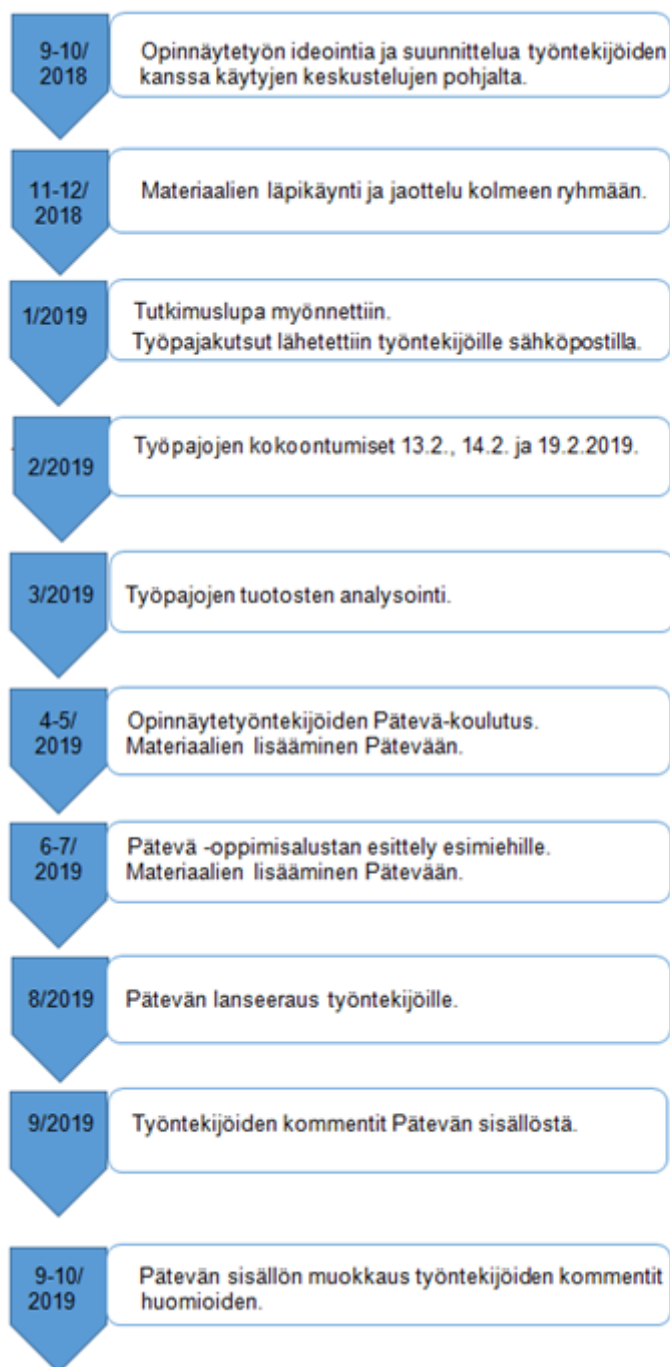 9-10/
2018
Opinnäytetyön ideointia ja suunnittelua työntekijöiden
kanssa käytyjen keskustelujen pohjalta.
11-12/
2018
Materiaalien läpikäynti ja jaottelu kolmeen ryhmään.
1/2019
Tutkimuslupa myönnettiin.
Työpajakutsut lähetettiin työntekijöille sähköpostilla.
2/2019
Työpajojen kokoontumiset 13.2., 14.2. ja 19.2.2019.
3/2019
Työpajojen tuotosten analysointi.
4-5/
2019
Opinnäytetyöntekijöiden Pätevä-koulutus.
Materiaalien lisääminen Pätevään.
6-7/
2019
Pätevä -oppimisalustan esittely esimiehille.
Materiaalien lisääminen Pätevään.
8/2019
Pätevän lanseeraus työntekijöille.
9/2019
Työntekijöiden kommentit Pätevän sisällöstä.
9-10/
2019
Pätevän sisällön muokkaus työntekijöiden kommentit
huomioiden.